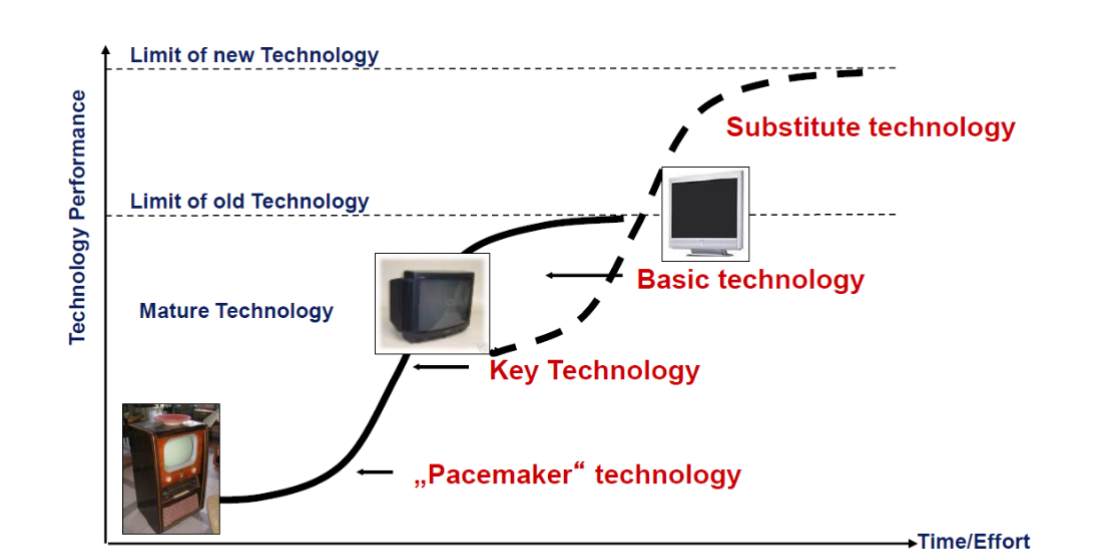 Limit of new Technology
Substitute technology
Technology Performance
Limit of old Technology
Basic technology
Mature Technology
Key Technology
„Pacemaker“ technology
Time/Effort